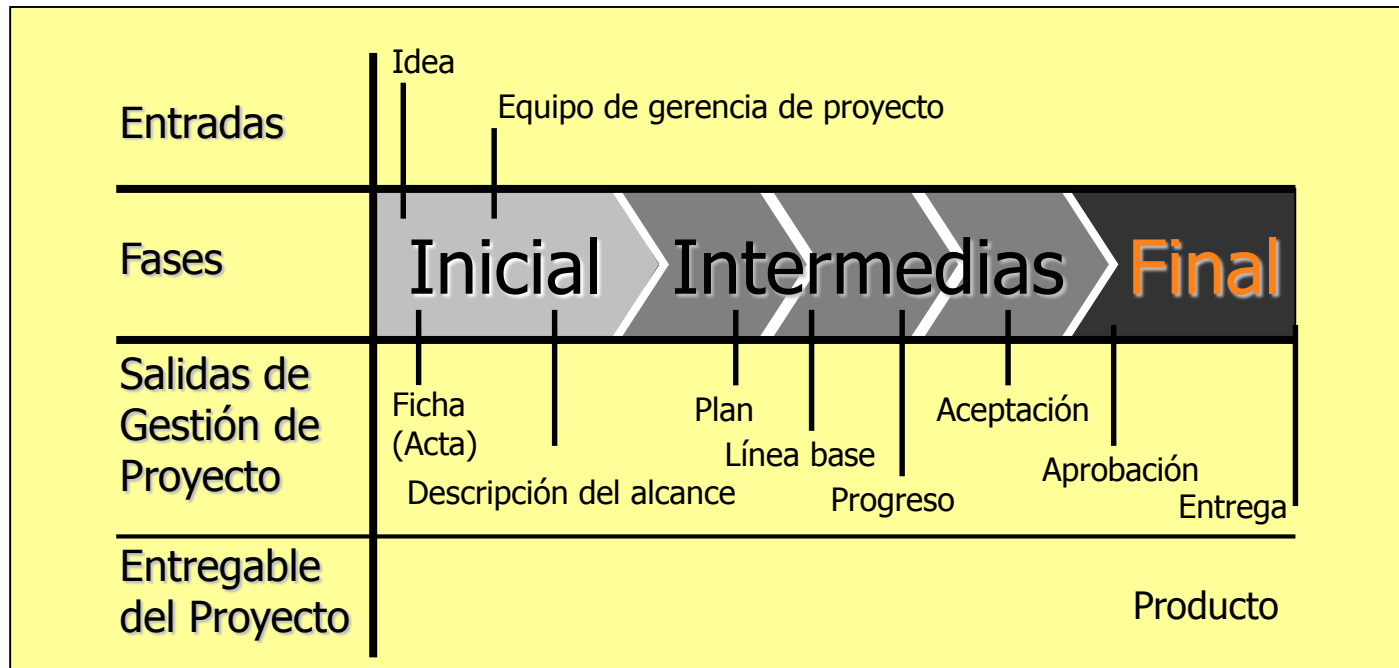 Idea
Entradas
Equipo de gerencia de proyecto
Fases
Inicial
Intermedias
Final
Salidas de
Gestión de
Proyecto
Ficha
(Acta)
Descripción del alcance
Plan
Línea base
Progreso
Aceptación
Aprobación
Entrega
Entregable
del Proyecto
Producto